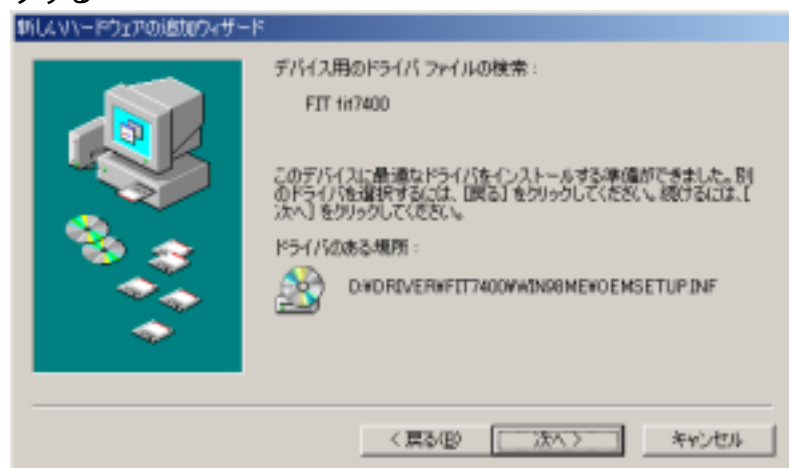 新しいハードウェアの追加ウィザード
デバイス用のドライバ ファイルの検索 :
FIT fit7400
このデバイスに最適なドライバをインストールする準備ができました。別
のドライバを選択するには、[戻る] をクリックしてください。続けるには、[
次へ] をクリックしてください。
ドライバのある場所 :
D:¥DRIVER¥FIT7400¥WIN98ME¥OEMSETUP.INF
< 戻る(B)
次へ >
キャンセル